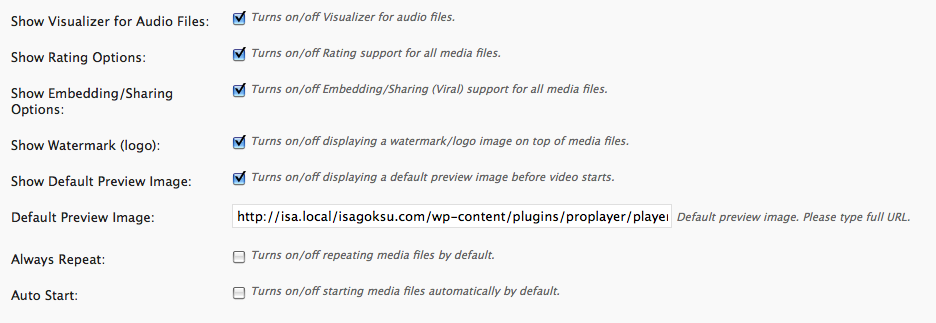 Show Visualizer for Audio Files: Turns on/off Visualizer for audio files.
Show Rating Options: Turns on/off Rating support for all media files.
Show Embedding/Sharing Turns on/off Embedding/Sharing (Viral) support for all media files.
Options:
Show Watermark (logo): Turns on/off displaying a watermark/logo image on top of media files.
Show Default Preview Image: Turns on/off displaying a default preview image before video starts.
Default Preview Image: http://isa.local/isagoksu.com/wp-content/plugins/proplayer/player Default preview image. Please type full URL.
Always Repeat: Turns on/off repeating media files by default.
Auto Start: Turns on/off starting media files automatically by default.